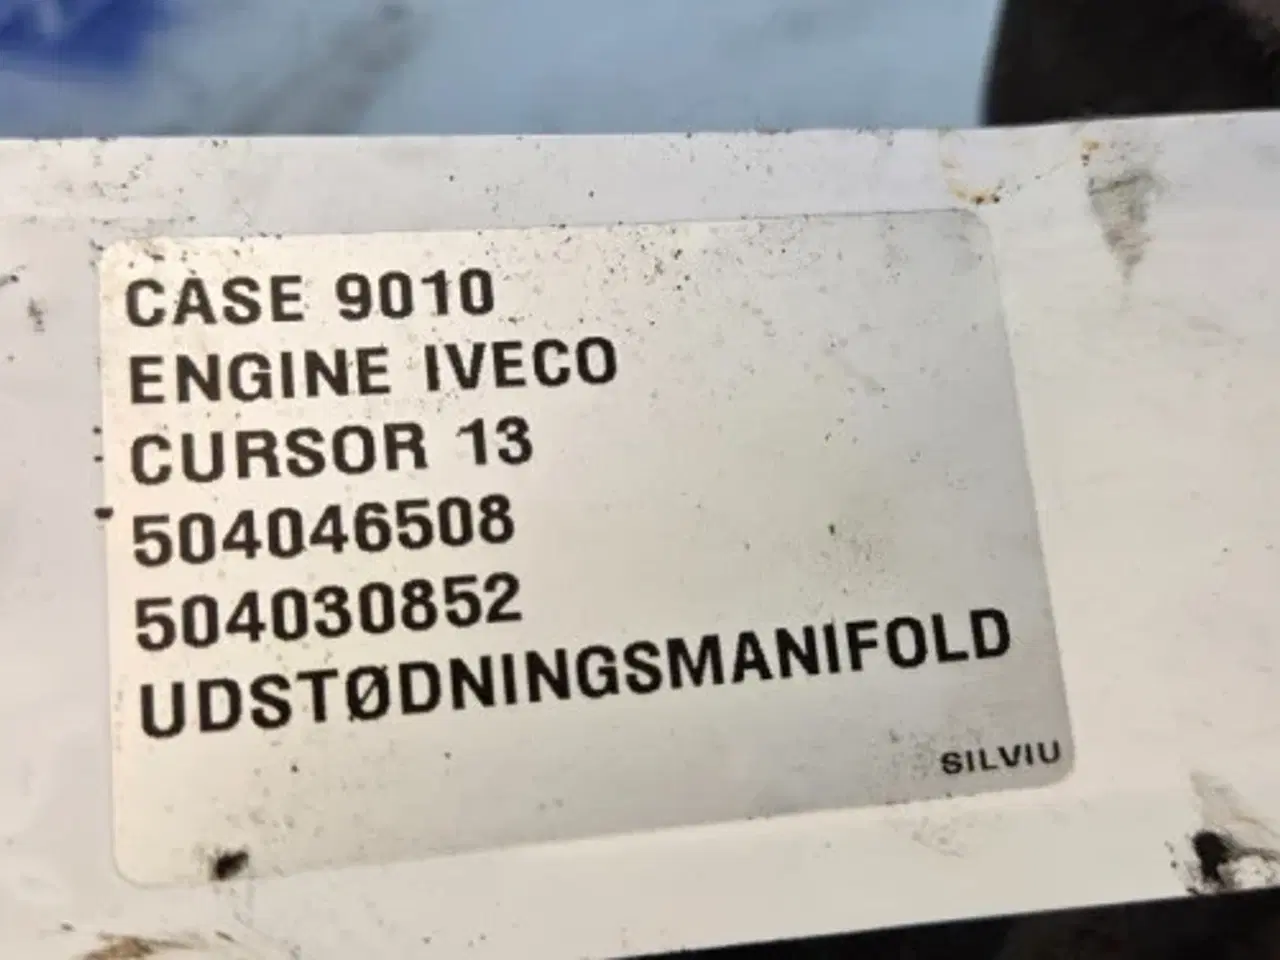 CASE 9010
ENGINE IVECO
CURSOR 13
504046508
504030852
UDSTØDNINGSMANIFOLD
SILVIU